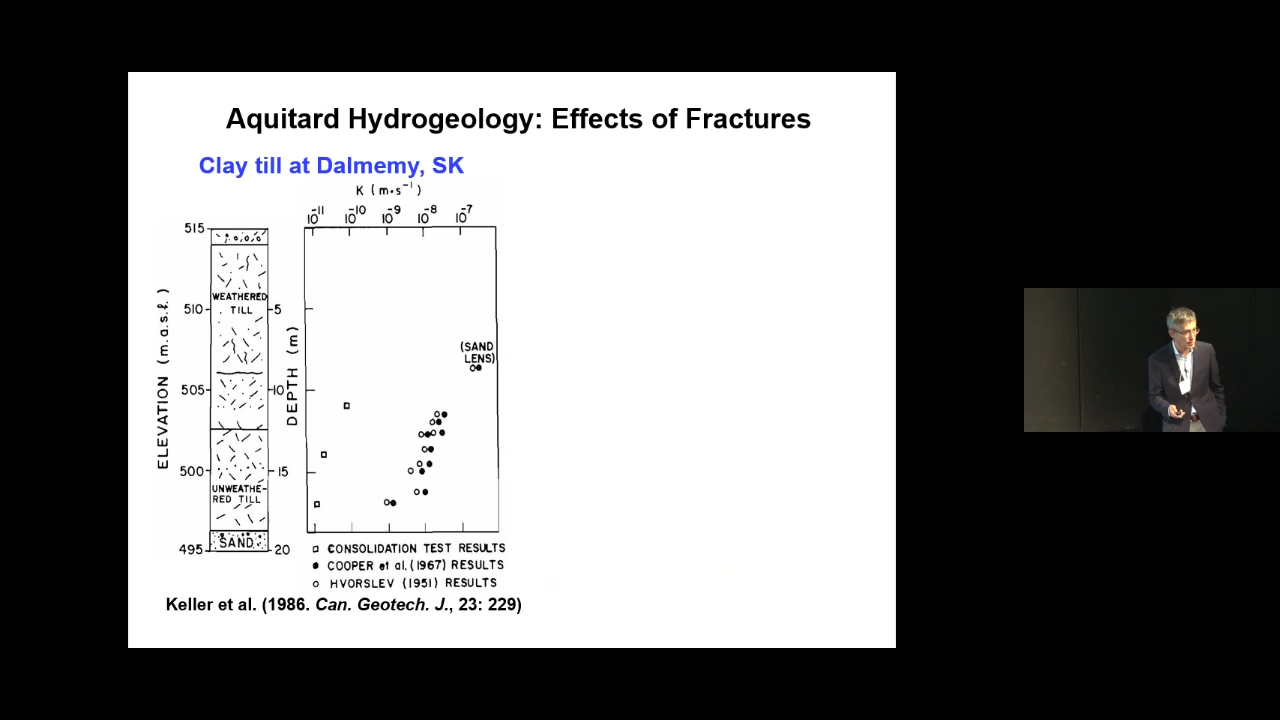 Aquitard Hydrogeology: Effects of Fractures
Clay till at Dalmemy, SK
K (m·s⁻¹)
10⁻¹¹ 10⁻¹⁰ 10⁻⁹ 10⁻⁸ 10⁻⁷
515
WEATHERED
TILL
510
5
(SAND
LENS)
505
10
ELEVATION (m.a.s.l.)
DEPTH (m)
500
15
UNWEATHE-
RED TILL
SAND
495
20
CONSOLIDATION TEST RESULTS
COOPER et al. (1967) RESULTS
HVORSLEV (1951) RESULTS
Keller et al. (1986. Can. Geotech. J., 23: 229)